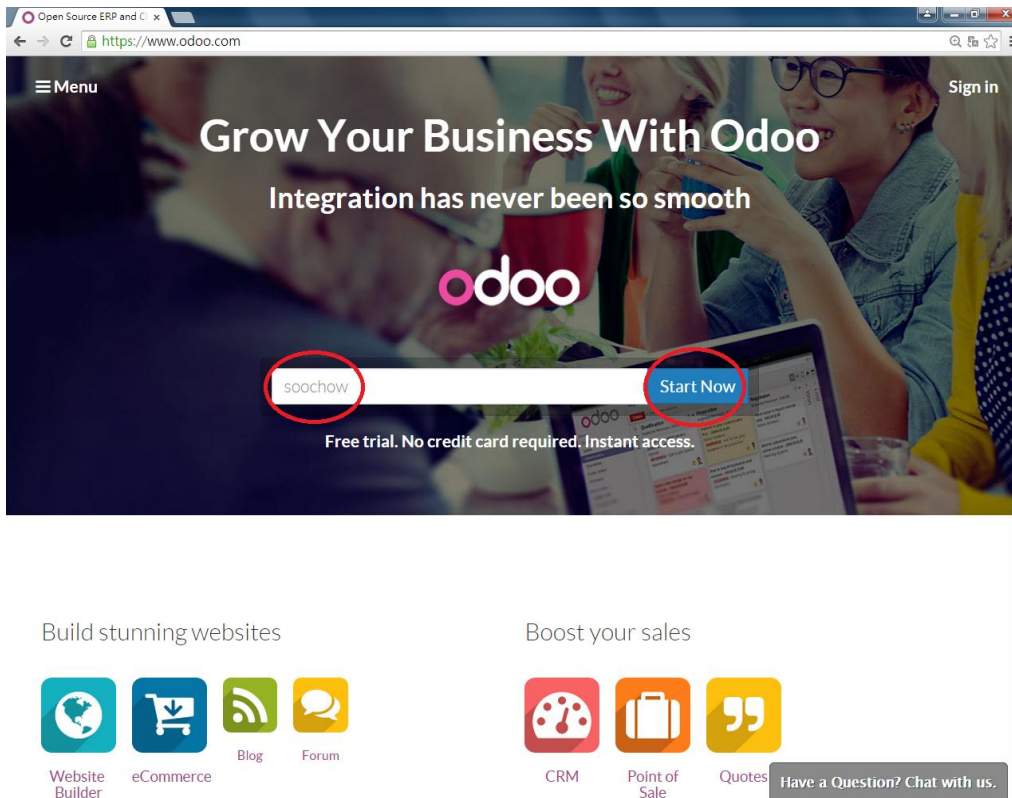 Open Source ERP and C
https://www.odoo.com
Menu
Sign in
Grow Your Business With Odoo
Integration has never been so smooth
odoo
soochow
Start Now
odoo
Free trial. No credit card required. Instant access.
Build stunning websites
Boost your sales
Blog
Forum
Website
Builder
eCommerce
CRM
Point of
Sale
Quotes
Have a Question? Chat with us.